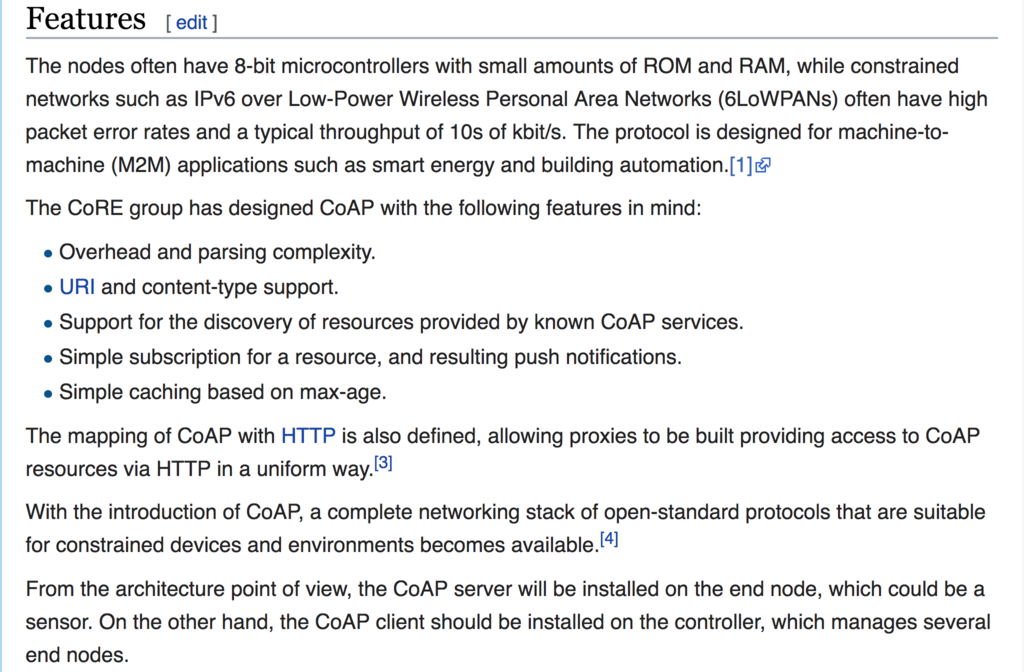 Features [ edit ]
The nodes often have 8-bit microcontrollers with small amounts of ROM and RAM, while constrained
networks such as IPv6 over Low-Power Wireless Personal Area Networks (6LoWPANs) often have high
packet error rates and a typical throughput of 10s of kbit/s. The protocol is designed for machine-to-
machine (M2M) applications such as smart energy and building automation.[1]
The CoRE group has designed CoAP with the following features in mind:
• Overhead and parsing complexity.
• URI and content-type support.
• Support for the discovery of resources provided by known CoAP services.
• Simple subscription for a resource, and resulting push notifications.
• Simple caching based on max-age.
The mapping of CoAP with HTTP is also defined, allowing proxies to be built providing access to CoAP
resources via HTTP in a uniform way.[3]
With the introduction of CoAP, a complete networking stack of open-standard protocols that are suitable
for constrained devices and environments becomes available.[4]
From the architecture point of view, the CoAP server will be installed on the end node, which could be a
sensor. On the other hand, the CoAP client should be installed on the controller, which manages several
end nodes.